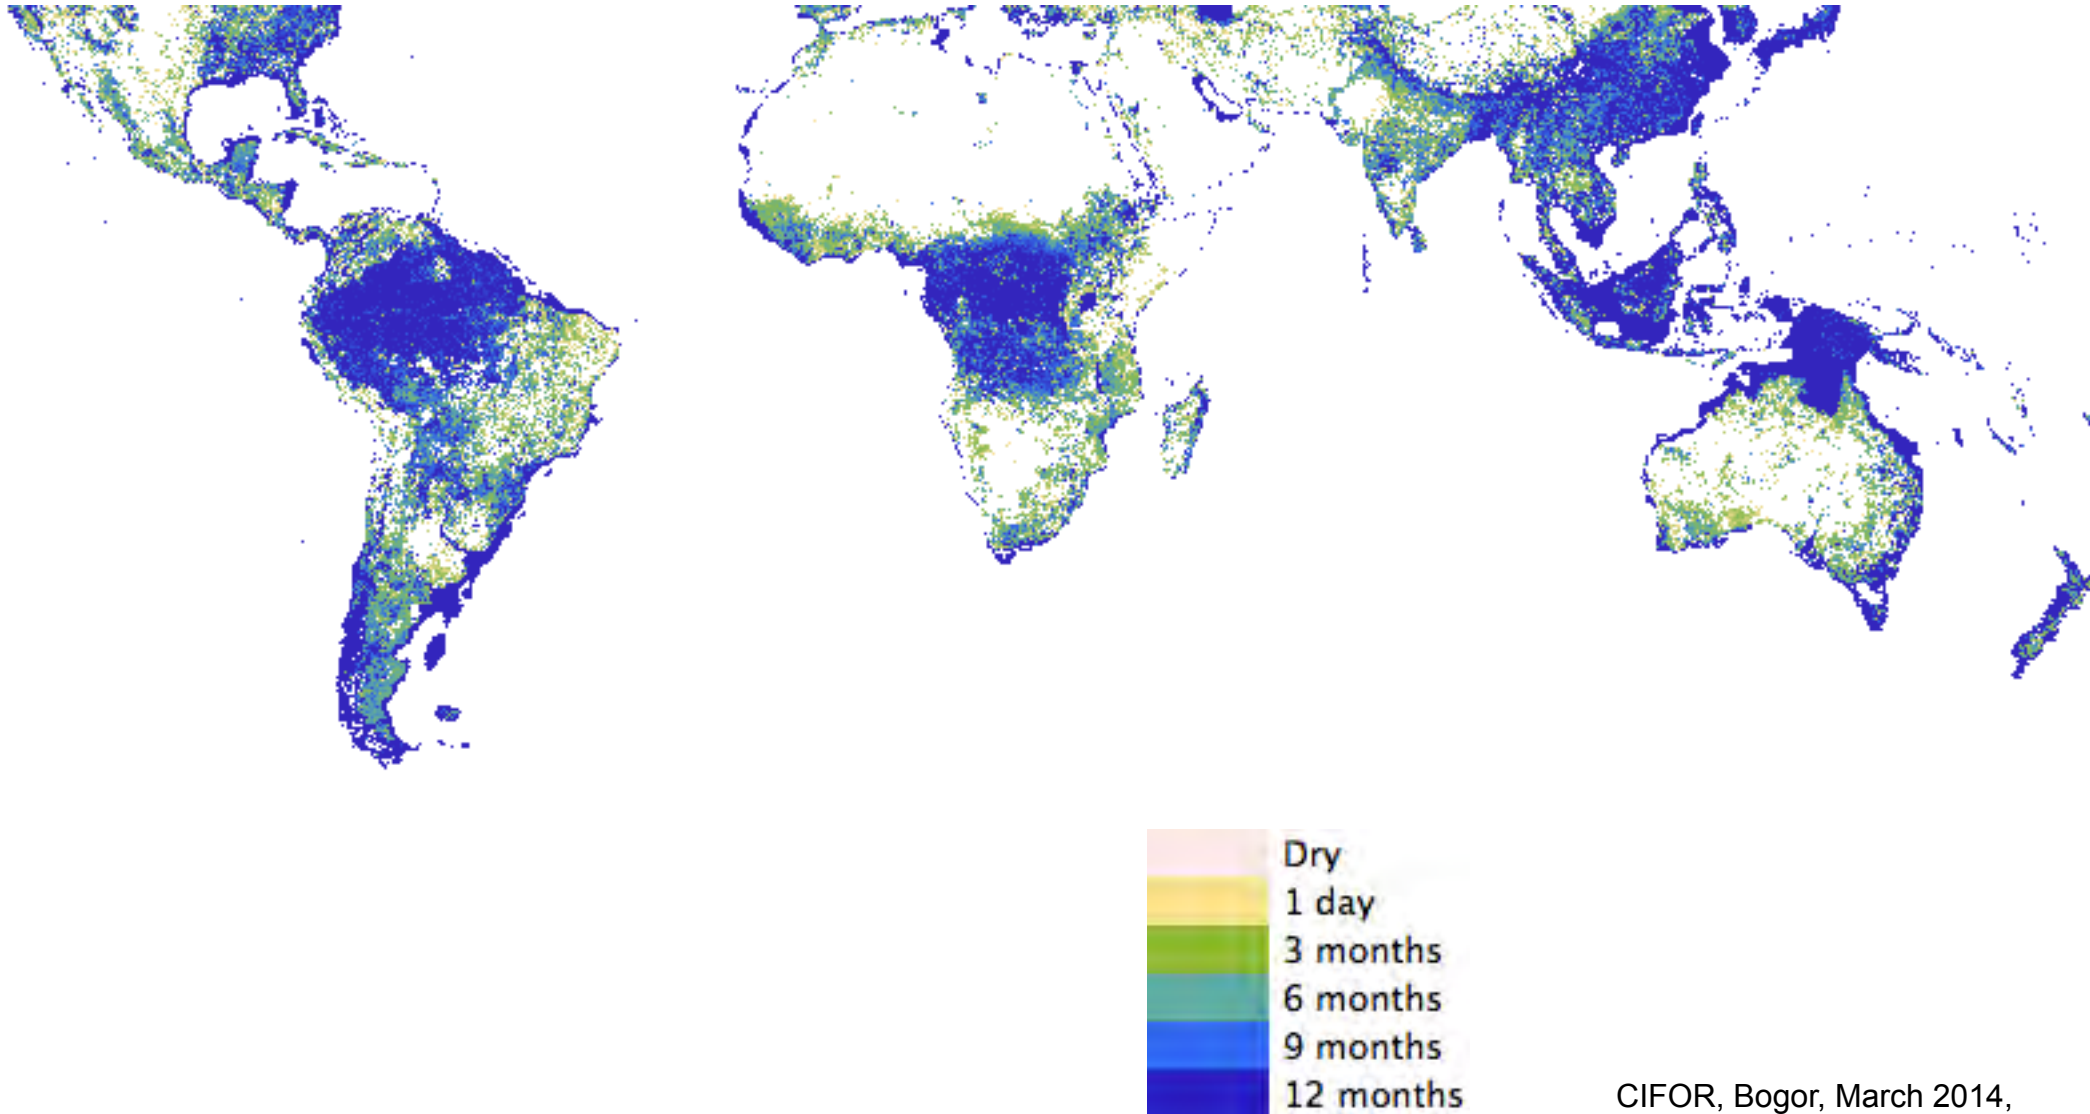 Dry
1 day
3 months
6 months
9 months
12 months
CIFOR, Bogor, March 2014,